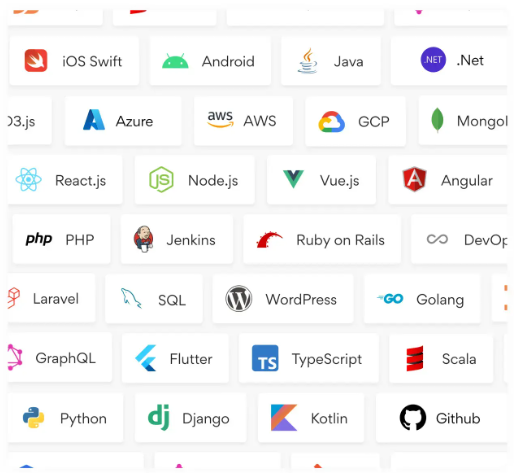 iOS Swift Android Java .NET .Net
03.js Azure aws AWS GCP Mongol
React.js Node.js Vue.js Angular
php PHP Jenkins Ruby on Rails DevOp
Laravel SQL WordPress GO Golang
GraphQL Flutter TS TypeScript Scala
Python dj Django Kotlin Github